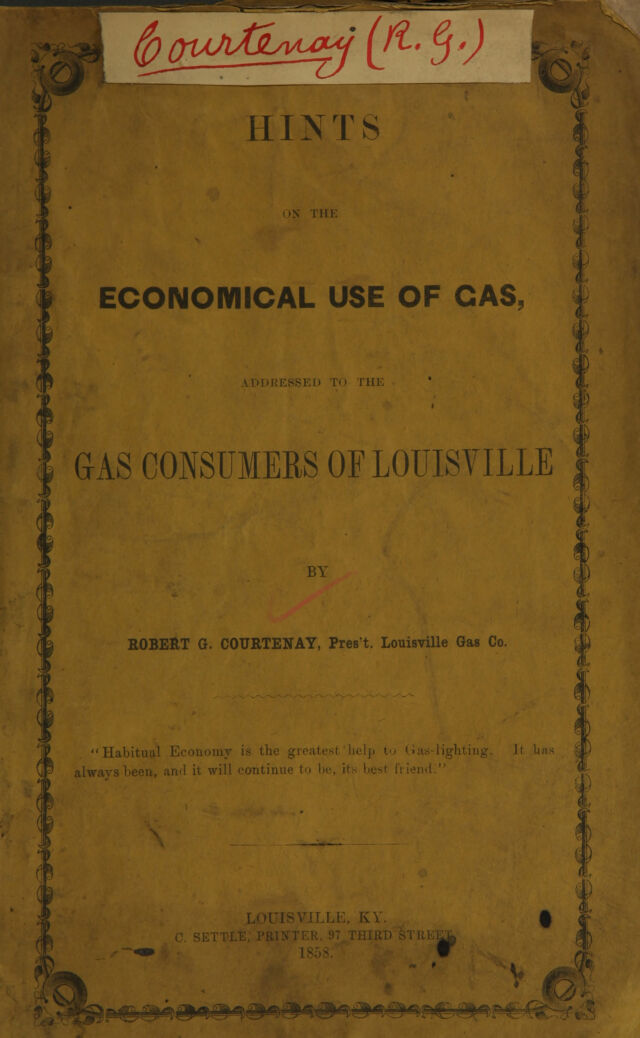 Courtenay (R. G.)
HINTS
ON THE
ECONOMICAL USE OF GAS,
ADDRESSED TO THE
GAS CONSUMERS OF LOUISVILLE
BY
ROBERT G. COURTENAY, Pres't. Louisville Gas Co.
"Habitual Economy is the greatest help to Gas-lighting. It has
always been, and it will continue to be, its best friend."
LOUISVILLE, KY.
C. SETTLE, PRINTER, 97 THIRD STREET,
1858.